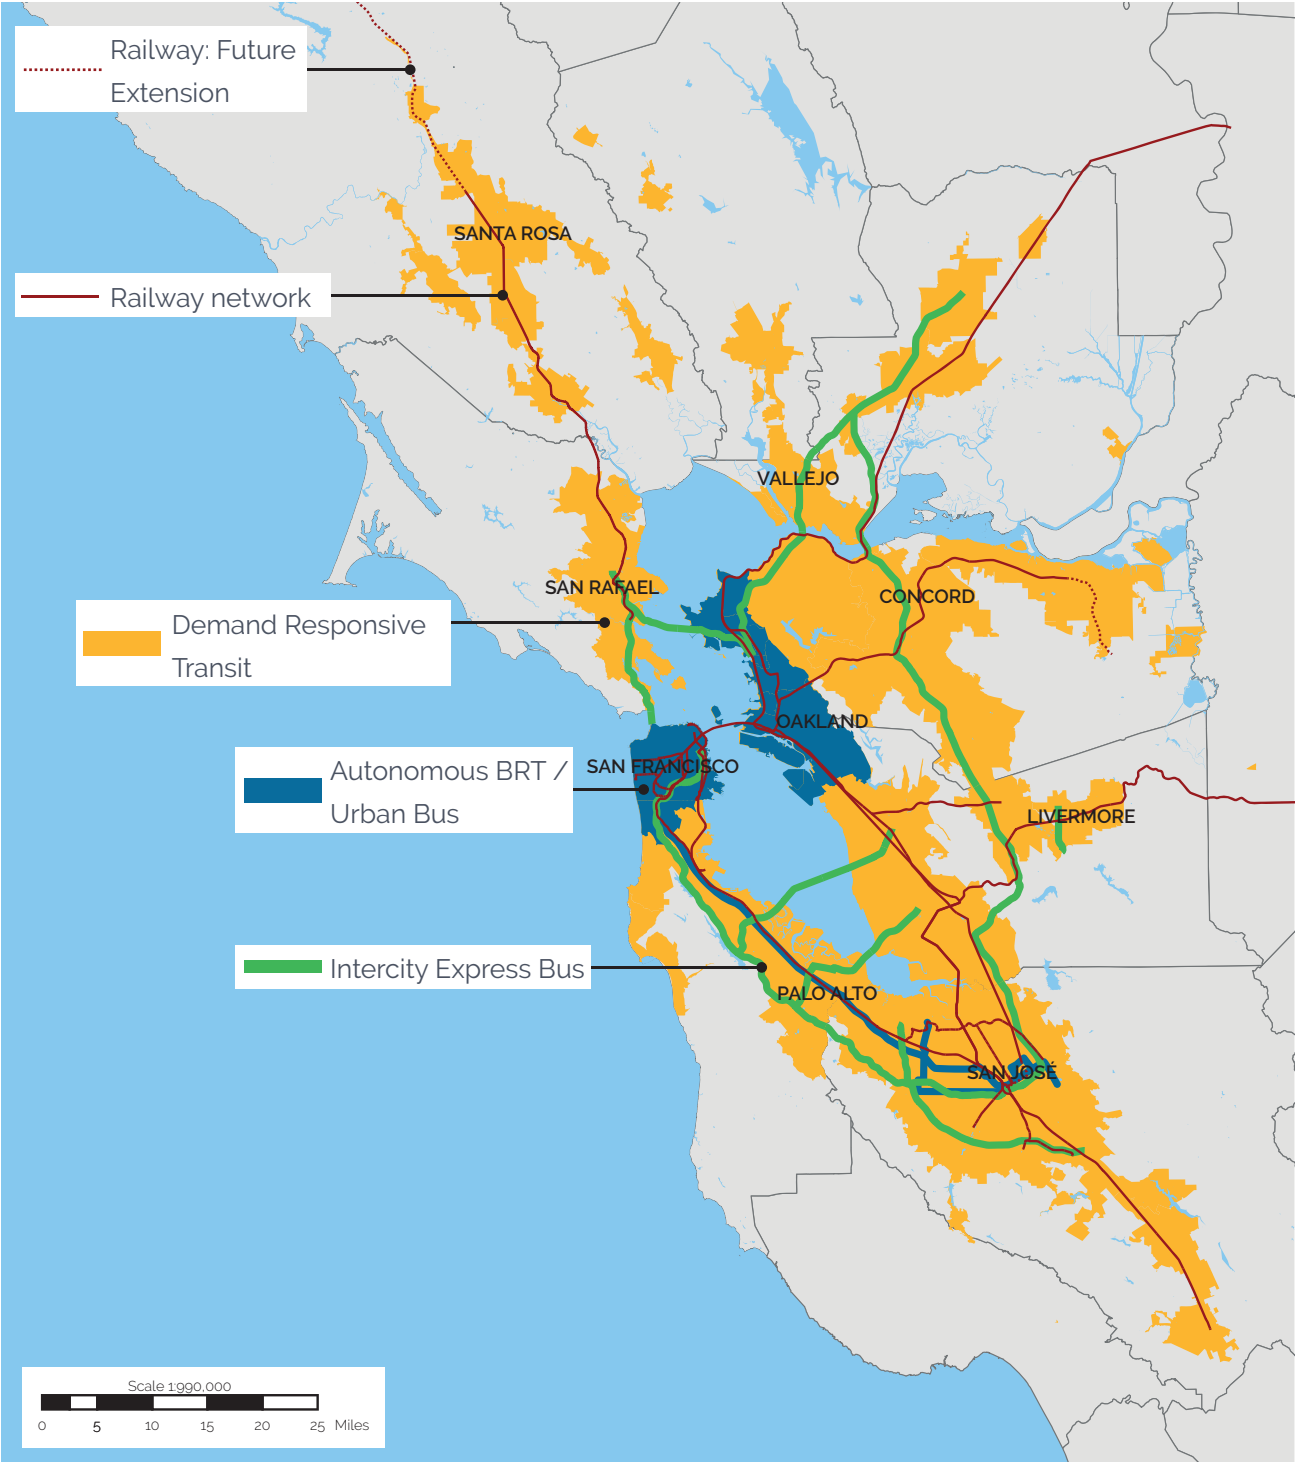 Railway: Future
Extension
SANTA ROSA
Railway network
VALLEJO
SAN RAFAEL
CONCORD
Demand Responsive
Transit
OAKLAND
SAN FRANCISCO
Autonomous BRT /
Urban Bus
LIVERMORE
Intercity Express Bus
PALO ALTO
SAN JOSÉ
Scale 1:990,000
0 5 10 15 20 25 Miles